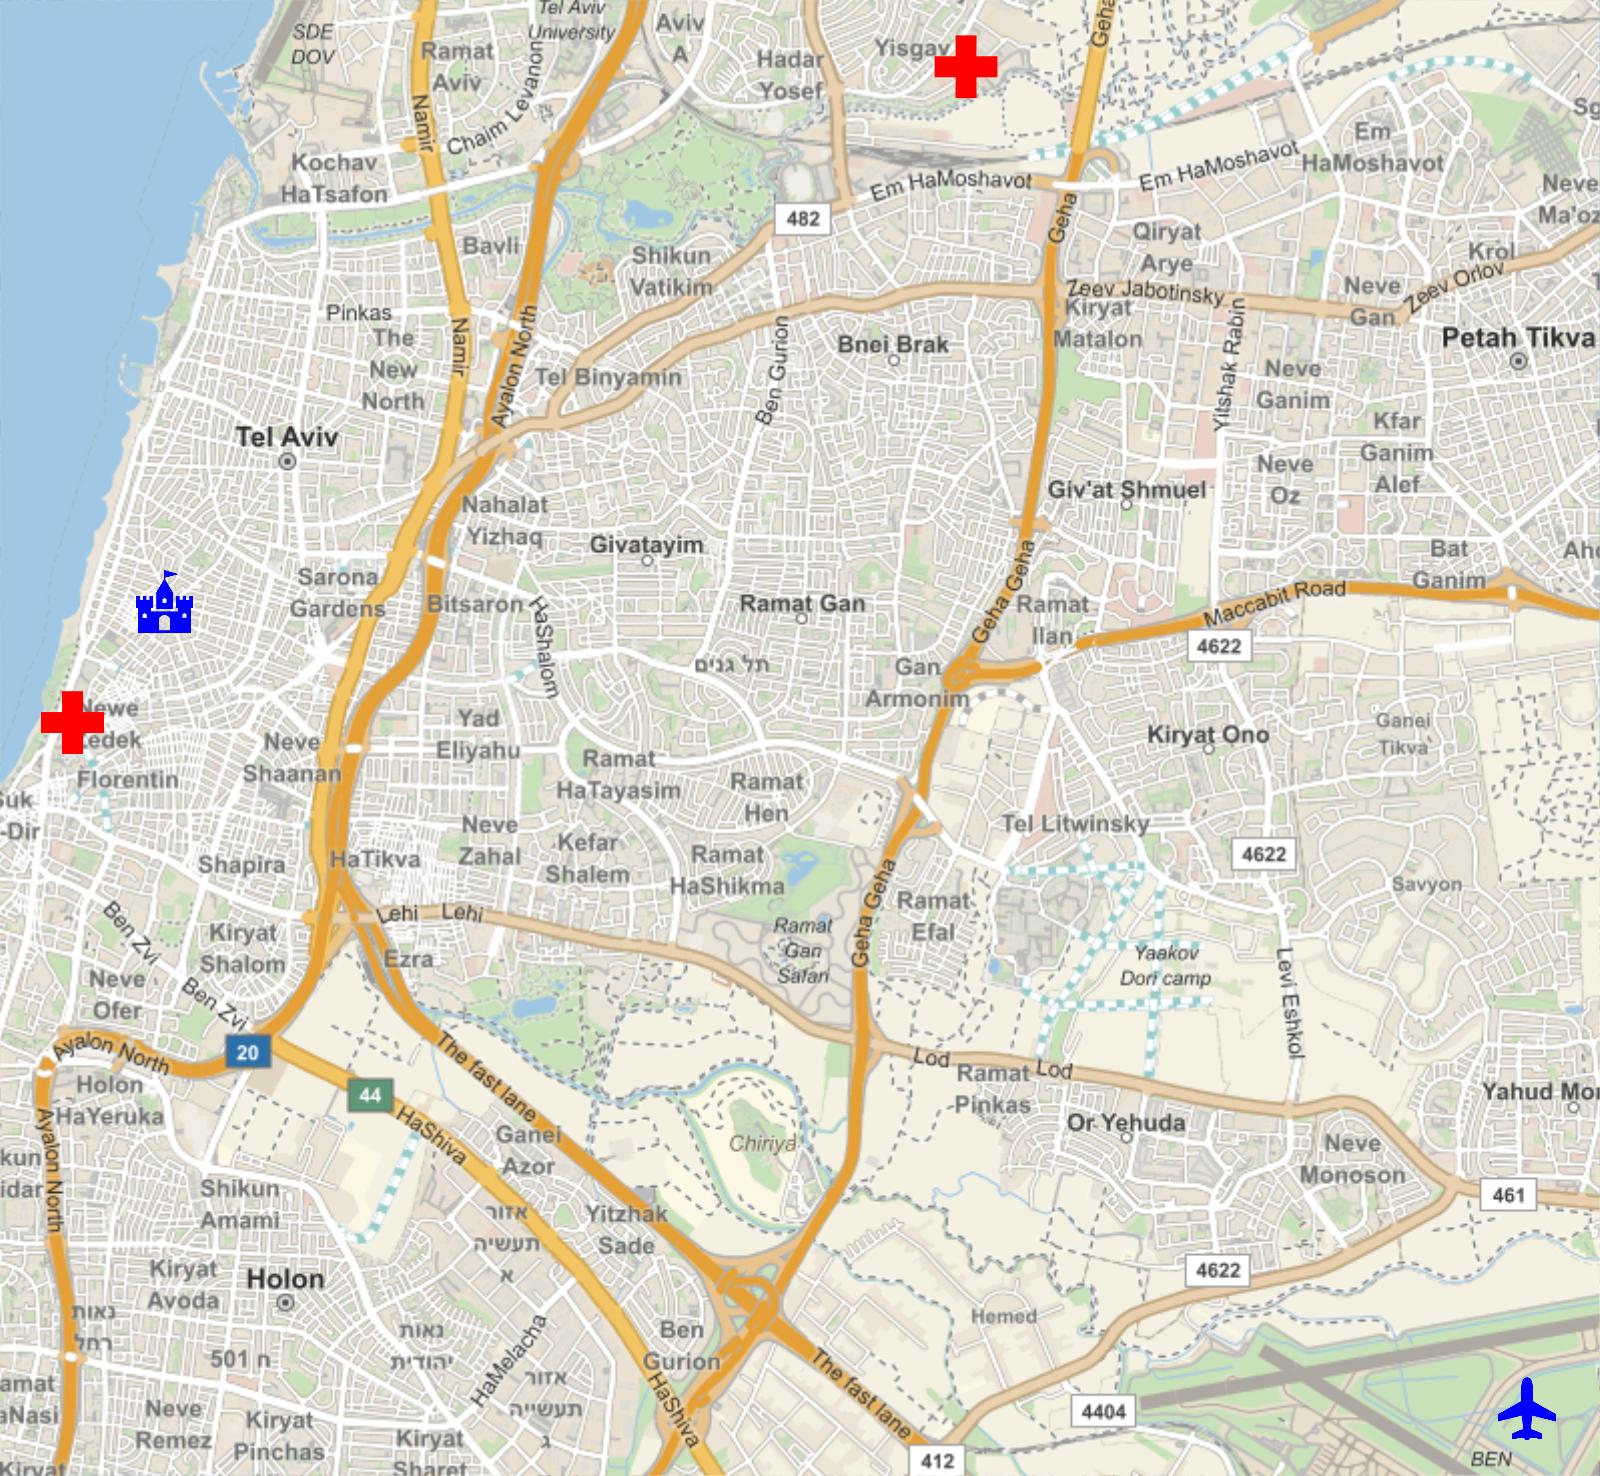 SDE
DOV
Ramat
Aviv
Tel Aviv
University
Aviv
A
Hadar
Yosef
Yisgav
Geha
Namir
Chaim Levanon
Kochav
HaTsafon
Em HaMoshavot
Em HaMoshavot
Em
HaMoshavot
Neve
Ma'oz
482
Geha
Bavli
Shikun
Vatikim
Qiryat
Arye
Krol
Zeev Orlov
Zeev Jabotinsky
Neve
Gan
Kiryat
Matalon
Pinkas
Namir
Ayalon North
The
New
North
Tel Binyamin
Ben Gurion
Bnei Brak
Yitshak Rabin
Petah Tikva
Neve
Ganim
Kfar
Ganim
Alef
Tel Aviv
Neve
Oz
Giv'at Shmuel
Nahalat
Yizhaq
Givatayim
Geha Geha
Bat
Ganim
Sarona
Gardens
Bitsaron
HaShalom
Ramat Gan
Ramat
Ilan
Maccabit Road
4622
תל גנים
Gan
Armonim
Newe
Yad
Eliyahu
Neve
Shaanan
Florentin
Kiryat Ono
Ganei
Tikva
Ramat
HaTayasim
Ramat
Hen
Suk
-Dir
Tel Litwinsky
Neve
Zahal
Kefar
Shalem
Ramat
HaShikma
4622
Shapira
HaTikva
Savyon
Geha Geha
Ramat
Efal
Lehi Lehi
Ben Zvi
Ben Zvi
Kiryat
Shalom
Ezra
Ramat
Gan
Safari
Yaakov
Dori camp
Levi Eshkol
Neve
Ofer
Ayalon North
20
The fast lane
Lod
Lod
Ramat
Pinkas
Holon
HaYeruka
44
HaShiva
Yahud Mo
Or Yehuda
Ganei
Azor
Chiriya
Neve
Monoson
Ayalon North
kun
idar
Shikun
Amami
אזור
תעשיה
א
Yitzhak
Sade
461
Kiryat
Avoda
Holon
4622
נאות
רחל
נאות
יהודית
Hemed
Ben
Gurion
501 ח
HaMelacha
אזור
תעשייה
ג
HaShiva
The fast lane
amat
aNasi
Neve
Remez
Kiryat
Pinchas
Kiryat
Sharet
4404
412
BEN
Kiryat